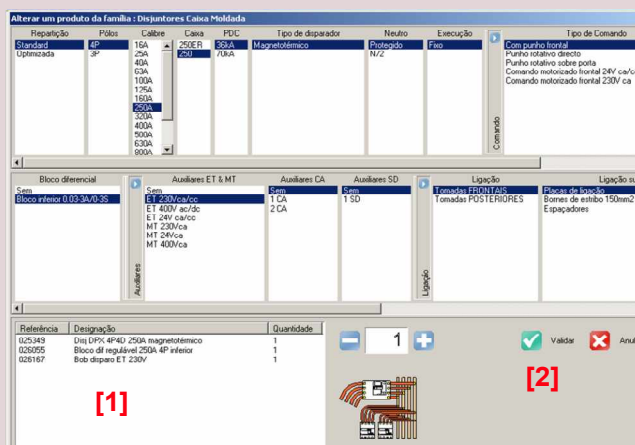 Alterar um produto da família : Disjuntores Caixa Moldada
Repartição Pólos Calibre Caixa PDC Tipo de disparador Neutro Execução Tipo de Comando
Standard 4P 16A 250ER 36kA Magnetotérmico Protegido Fixo Com punho frontal
Optimizada 3P 25A 250 70kA N/2 Punho rotativo directo
40A Punho rotativo sobre porta
63A Comando motorizado frontal 24V ca/c
100A Comando motorizado frontal 230V ca
125A
160A
250A
320A
400A
500A
630A
800A
Comando
Bloco diferencial Auxiliares ET & MT Auxiliares CA Auxiliares SD Ligação Ligação su
Sem Sem Sem Sem Tomadas FRONTAIS Placas de ligação
Bloco inferior 0.03-3A/0-3S ET 230Vca/cc 1 CA 1 SD Tomadas POSTERIORES Bornes de estribo 150mm2
ET 400V ac/dc 2 CA Espaçadores
ET 24V ca/cc
MT 230Vca
MT 24Vca
MT 400Vca
Auxiliares
Ligação
Referência Designação Quantidade
025349 Disj DPX 4P4D 250A magnetotérmico 1
026055 Bloco dif regulável 250A 4P inferior 1
026167 Bob disparo ET 230V 1
1
Validar Anul
[1]
[2]